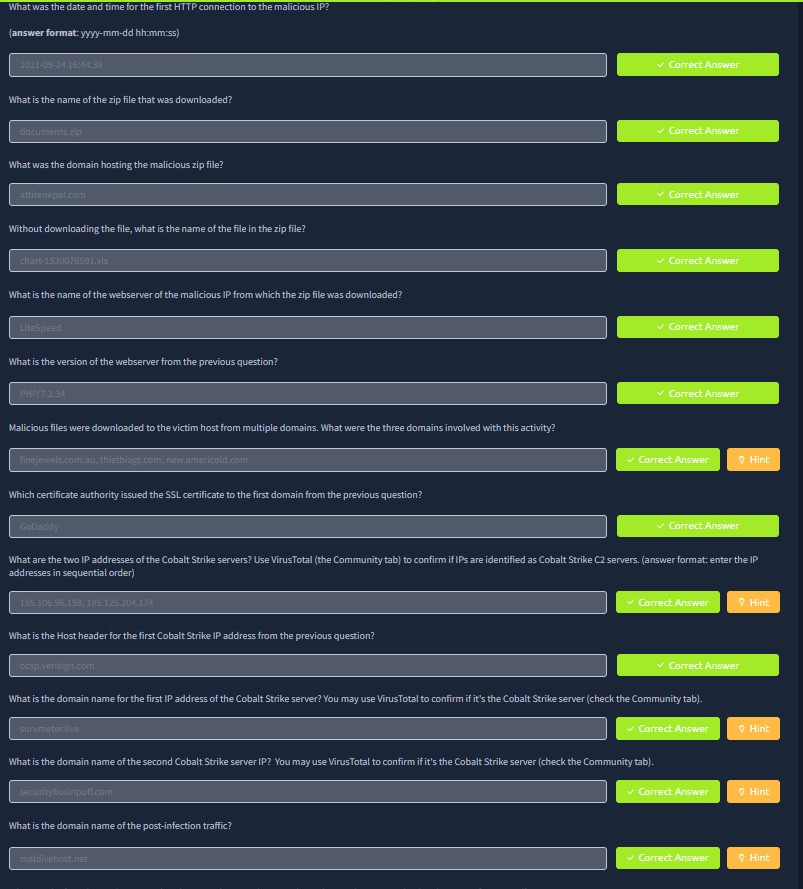 What was the date and time for the first HTTP connection to the malicious IP?
(answer format: yyyy-mm-dd hh:mm:ss)
2021-09-24 16:44:38
✓ Correct Answer
What is the name of the zip file that was downloaded?
documents.zip
✓ Correct Answer
What was the domain hosting the malicious zip file?
attirenepal.com
✓ Correct Answer
Without downloading the file, what is the name of the file in the zip file?
chart-1530076591.xls
✓ Correct Answer
What is the name of the webserver of the malicious IP from which the zip file was downloaded?
LiteSpeed
✓ Correct Answer
What is the version of the webserver from the previous question?
PHP/7.2.34
✓ Correct Answer
Malicious files were downloaded to the victim host from multiple domains. What were the three domains involved with this activity?
finejewels.com.au, thietbiagt.com, new.americold.com
✓ Correct Answer
Hint
Which certificate authority issued the SSL certificate to the first domain from the previous question?
GoDaddy
✓ Correct Answer
What are the two IP addresses of the Cobalt Strike servers? Use VirusTotal (the Community tab) to confirm if IPs are identified as Cobalt Strike C2 servers. (answer format: enter the IP
addresses in sequential order)
185.106.96.158, 185.125.204.174
✓ Correct Answer
Hint
What is the Host header for the first Cobalt Strike IP address from the previous question?
ocsp.verisign.com
✓ Correct Answer
What is the domain name for the first IP address of the Cobalt Strike server? You may use VirusTotal to confirm if it's the Cobalt Strike server (check the Community tab).
survmeter.live
✓ Correct Answer
Hint
What is the domain name of the second Cobalt Strike server IP?  You may use VirusTotal to confirm if it's the Cobalt Strike server (check the Community tab).
securitybusinpuff.com
✓ Correct Answer
Hint
What is the domain name of the post-infection traffic?
maldivehost.net
✓ Correct Answer
Hint